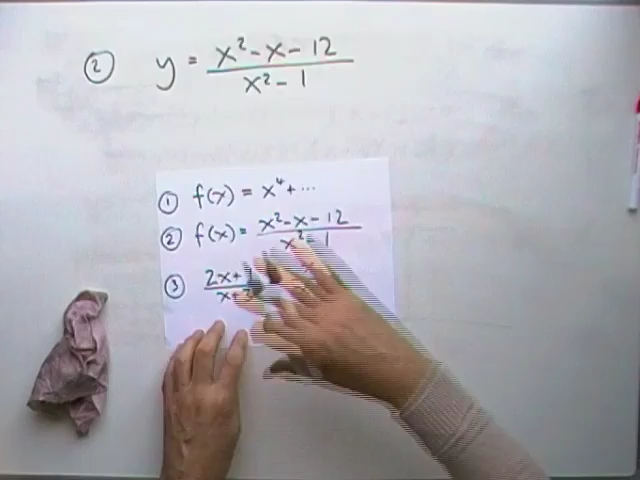 ② y = x² - x - 12 / x² - 1
① f(x) = x⁴ + ...
② f(x) = x² - x - 12 / x² - 1
③ 2x + 1 / x +